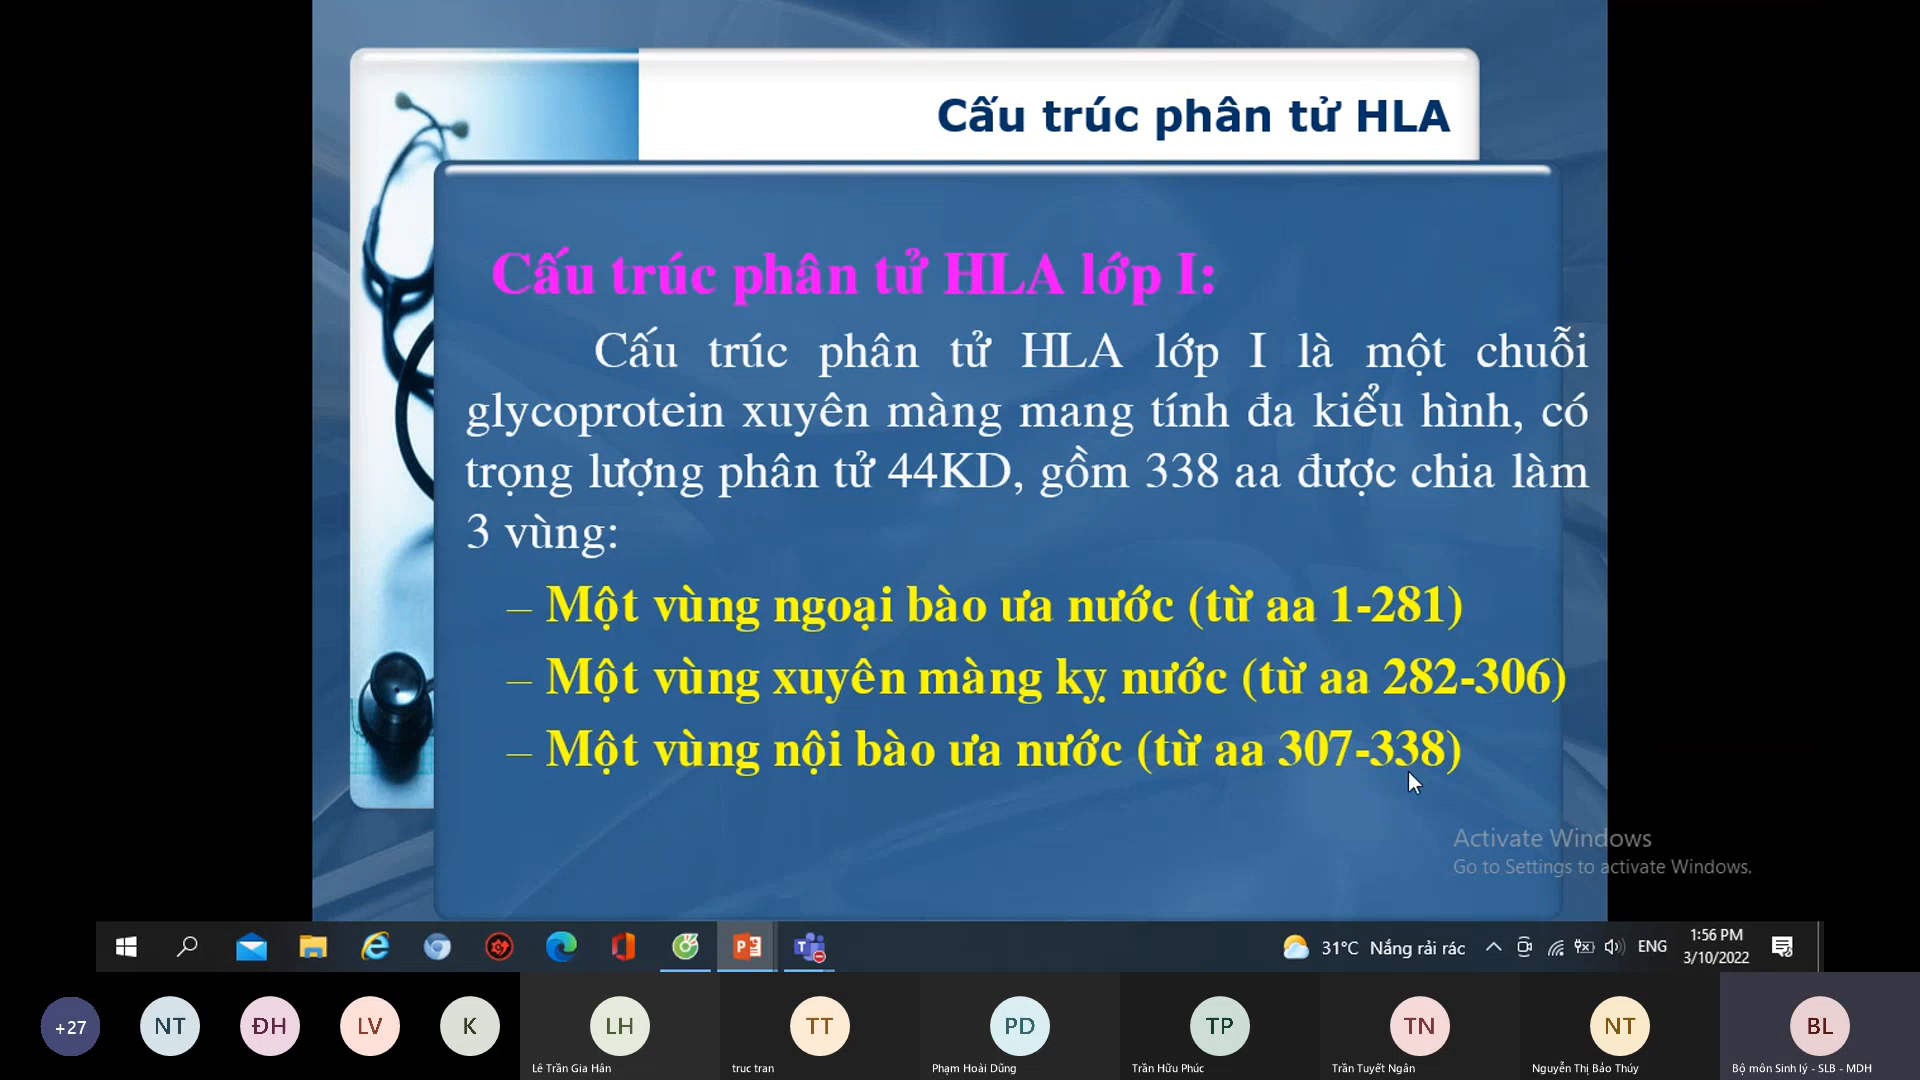 Cấu trúc phân tử HLA
Cấu trúc phân tử HLA lớp I:
Cấu trúc phân tử HLA lớp I là một chuỗi
glycoprotein xuyên màng mang tính đa kiểu hình, có
trọng lượng phân tử 44KD, gồm 338 aa được chia làm
3 vùng:
– Một vùng ngoại bào ưa nước (từ aa 1-281)
– Một vùng xuyên màng kỵ nước (từ aa 282-306)
– Một vùng nội bào ưa nước (từ aa 307-338)
Activate Windows
Go to Settings to activate Windows.
31°C Nắng rải rác
ENG
1:56 PM
3/10/2022
+27
NT
ĐH
LV
K
LH
TT
PD
TP
TN
NT
BL
Lê Trần Gia Hân
truc tran
Phạm Hoài Dũng
Trần Hữu Phúc
Trần Tuyết Ngân
Nguyễn Thị Bảo Thúy
Bộ môn Sinh lý - SLB - MDH